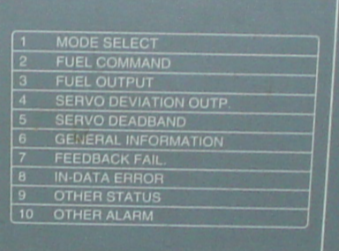 1 MODE SELECT
2 FUEL COMMAND
3 FUEL OUTPUT
4 SERVO DEVIATION OUTP.
5 SERVO DEADBAND
6 GENERAL INFORMATION
7 FEEDBACK FAIL.
8 IN-DATA ERROR
9 OTHER STATUS
10 OTHER ALARM